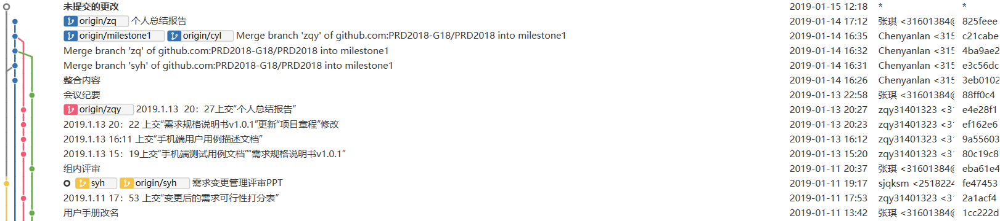 未提交的更改 2019-01-15 12:18 * *
origin/zq 个人总结报告 2019-01-14 17:12 张琪 <31601384@ 825feee
origin/milestone1 origin/cyl Merge branch 'zqy' of github.com:PRD2018-G18/PRD2018 into milestone1 2019-01-14 16:35 Chenyanlan <315 c21cabe
Merge branch 'zq' of github.com:PRD2018-G18/PRD2018 into milestone1 2019-01-14 16:32 Chenyanlan <315 4ba9ae2
Merge branch 'syh' of github.com:PRD2018-G18/PRD2018 into milestone1 2019-01-14 16:31 Chenyanlan <315 e3c56dc
整合内容 2019-01-14 16:26 Chenyanlan <315 3eb0102
会议纪要 2019-01-13 22:58 张琪 <31601384@ 88ff0c4
origin/zqy 2019.1.13 20：27上交“个人总结报告” 2019-01-13 20:27 zqy31401323 <31 e4e28f1
2019.1.13 20：22 上交“需求规格说明书v1.0.1”更新“项目章程”修改 2019-01-13 20:23 zqy31401323 <31 ef162e6
2019.1.13 16:11 上交“手机端用户用例描述文档” 2019-01-13 16:12 zqy31401323 <31 9a55603
2019.1.13 15：19上交“手机端测试用例文档”“需求规格说明书v1.0.1” 2019-01-13 15:20 zqy31401323 <31 80c19c8
组内评审 2019-01-11 20:37 张琪 <31601384@ eba61e4
syh origin/syh 需求变更管理评审PPT 2019-01-11 19:17 sjqksm <2518224 fe47453
2019.1.11 17：53 上交“变更后的需求可行性打分表” 2019-01-11 17:53 zqy31401323 <31 2a1acf4
用户手册改名 2019-01-11 13:42 张琪 <31601384@ 1cc222d